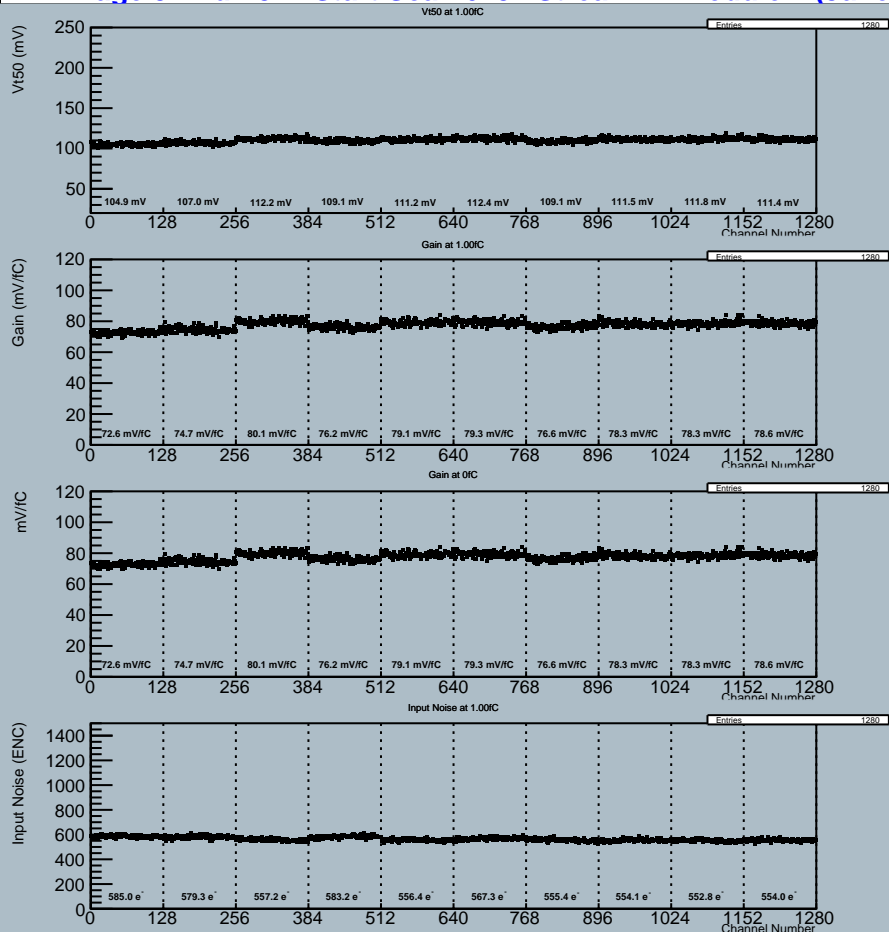 Vt50 at 1.00fC
Entries 1280
Vt50 (mV)
250
200
150
100
50
104.9 mV 107.0 mV 112.2 mV 109.1 mV 111.2 mV 112.4 mV 109.1 mV 111.5 mV 111.8 mV 111.4 mV
0 128 256 384 512 640 768 896 1024 1152 1280
Channel Number
Gain at 1.00fC
Entries 1280
Gain (mV/fC)
120
100
80
60
40
20
0
72.6 mV/fC 74.7 mV/fC 80.1 mV/fC 76.2 mV/fC 79.1 mV/fC 79.3 mV/fC 76.6 mV/fC 78.3 mV/fC 78.3 mV/fC 78.6 mV/fC
0 128 256 384 512 640 768 896 1024 1152 1280
Channel Number
Gain at 0fC
Entries 1280
mV/fC
120
100
80
60
40
20
0
72.6 mV/fC 74.7 mV/fC 80.1 mV/fC 76.2 mV/fC 79.1 mV/fC 79.3 mV/fC 76.6 mV/fC 78.3 mV/fC 78.3 mV/fC 78.6 mV/fC
0 128 256 384 512 640 768 896 1024 1152 1280
Channel Number
Input Noise at 1.00fC
Entries 1280
Input Noise (ENC)
1400
1200
1000
800
600
400
200
0
585.0 e⁻ 579.3 e⁻ 557.2 e⁻ 583.2 e⁻ 556.4 e⁻ 567.3 e⁻ 555.4 e⁻ 554.1 e⁻ 552.8 e⁻ 554.0 e⁻
0 128 256 384 512 640 768 896 1024 1152 1280
Channel Number